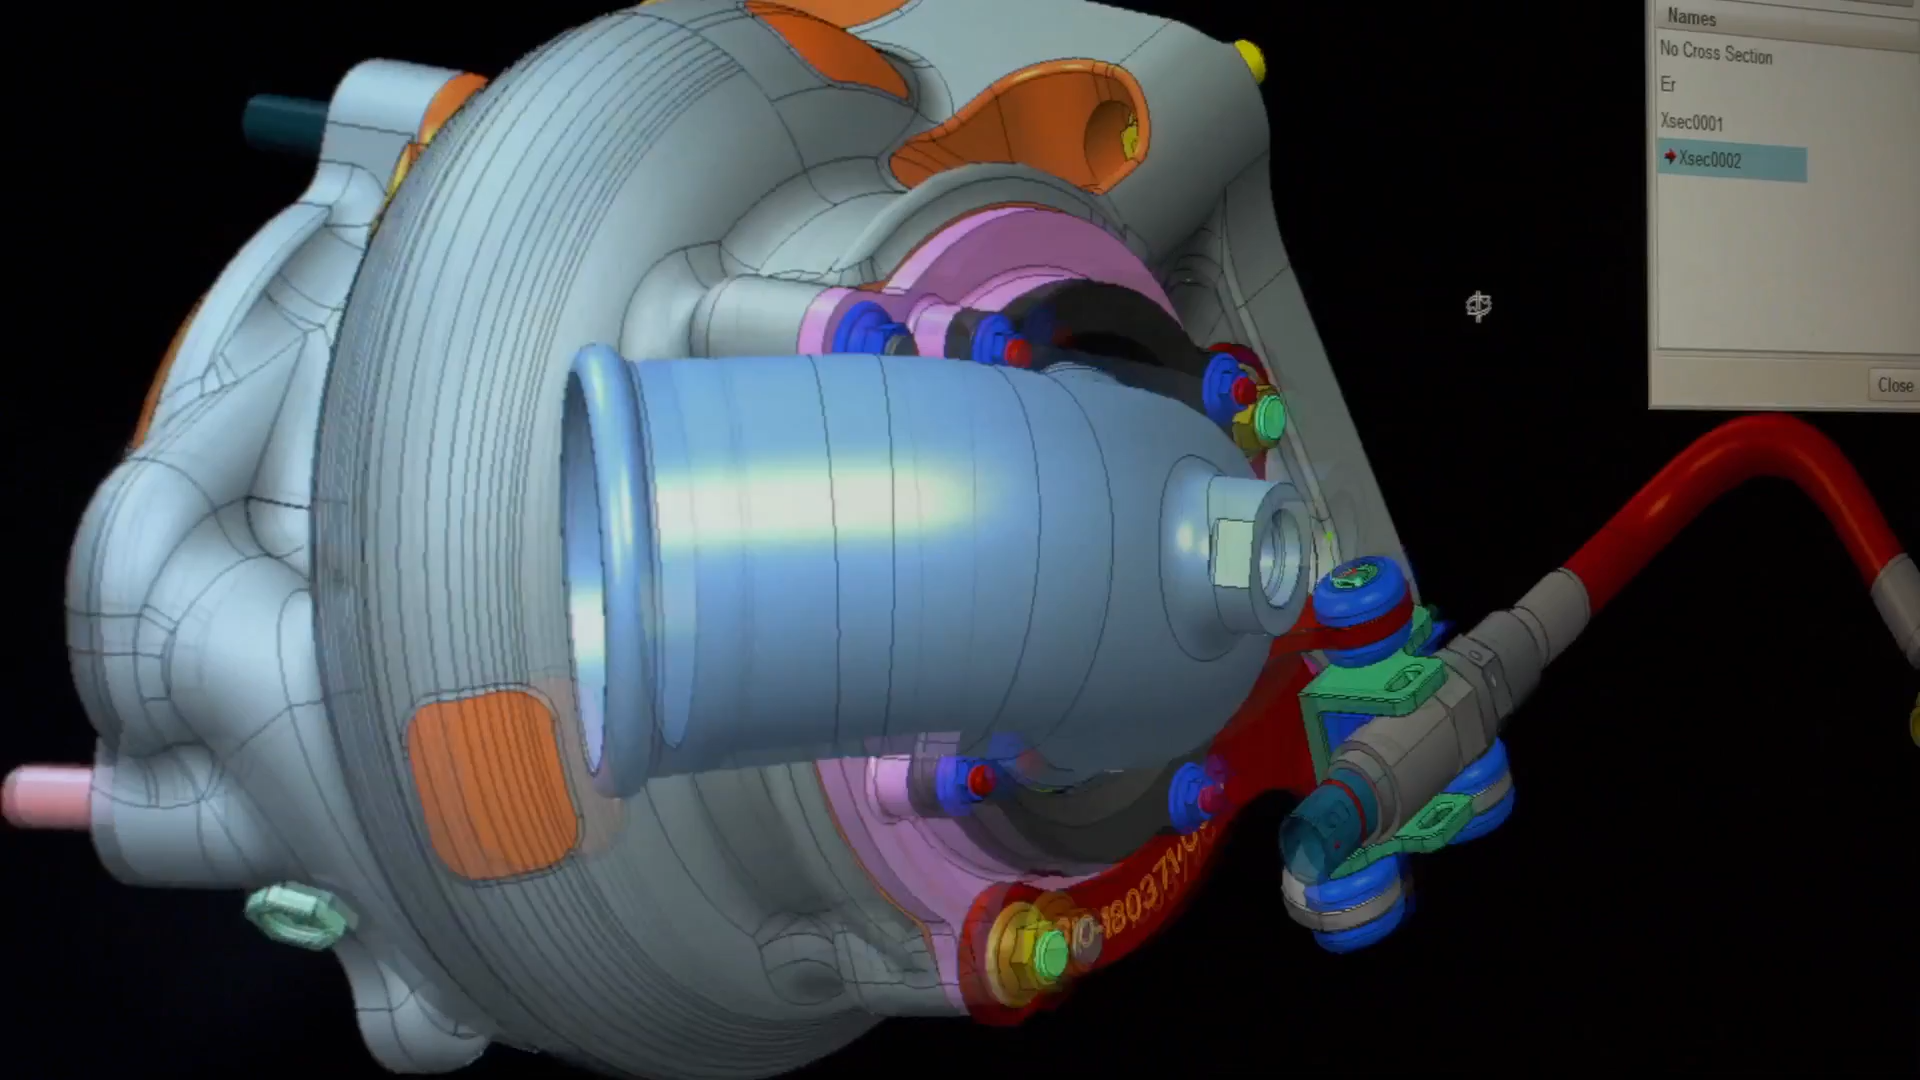 Names
No Cross Section
Er
Xsec0001
Xsec0002
Close